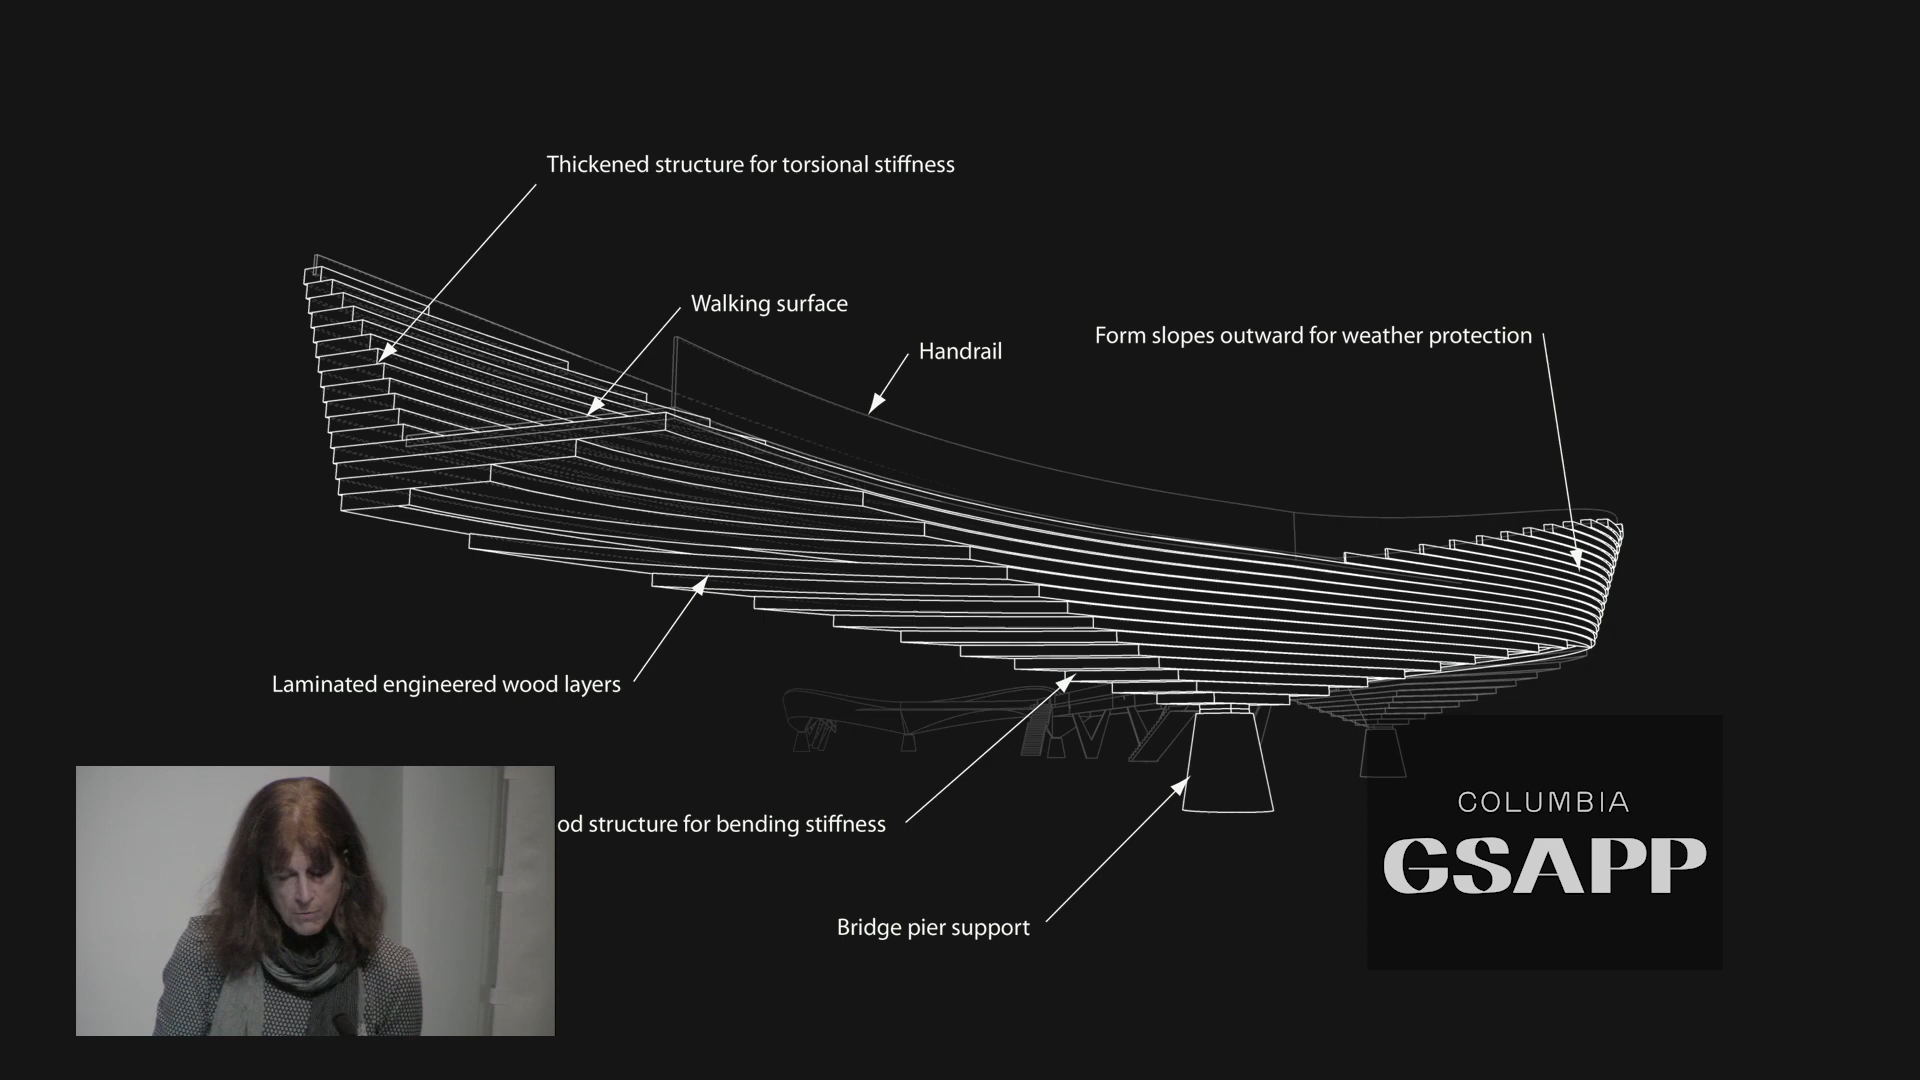 Thickened structure for torsional stiffness
Walking surface
Handrail
Form slopes outward for weather protection
Laminated engineered wood layers
od structure for bending stiffness
Bridge pier support
COLUMBIA
GSAPP